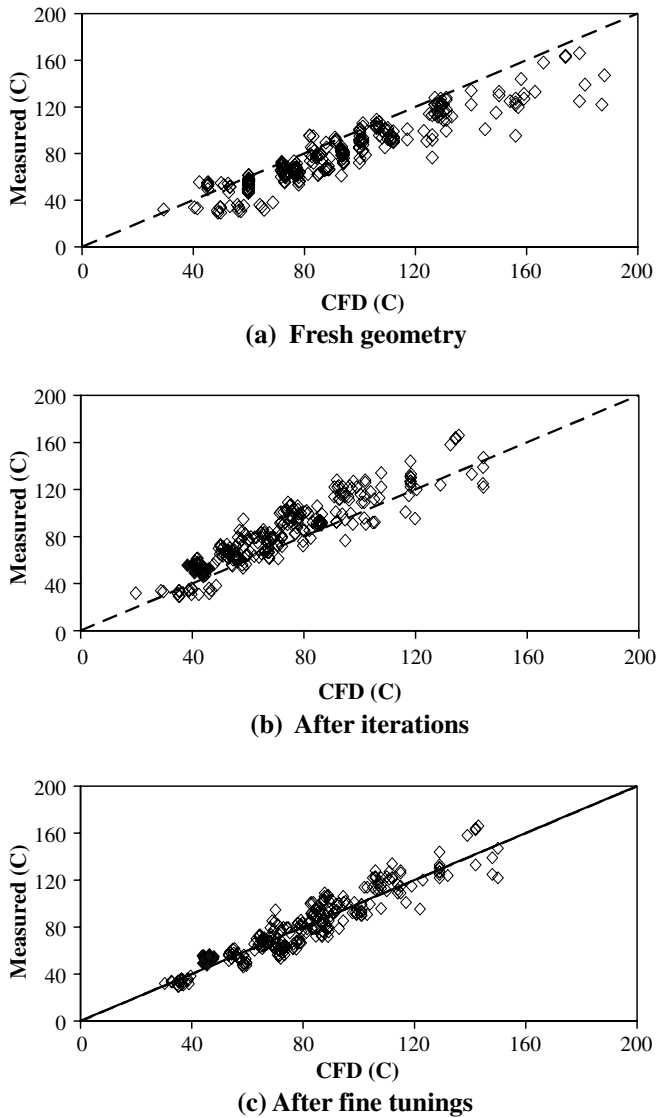 200
160
120
80
40
0
Measured (C)
0 40 80 120 160 200
CFD (C)
(a) Fresh geometry
200
160
120
80
40
0
Measured (C)
0 40 80 120 160 200
CFD (C)
(b) After iterations
200
160
120
80
40
0
Measured (C)
0 40 80 120 160 200
CFD (C)
(c) After fine tunings